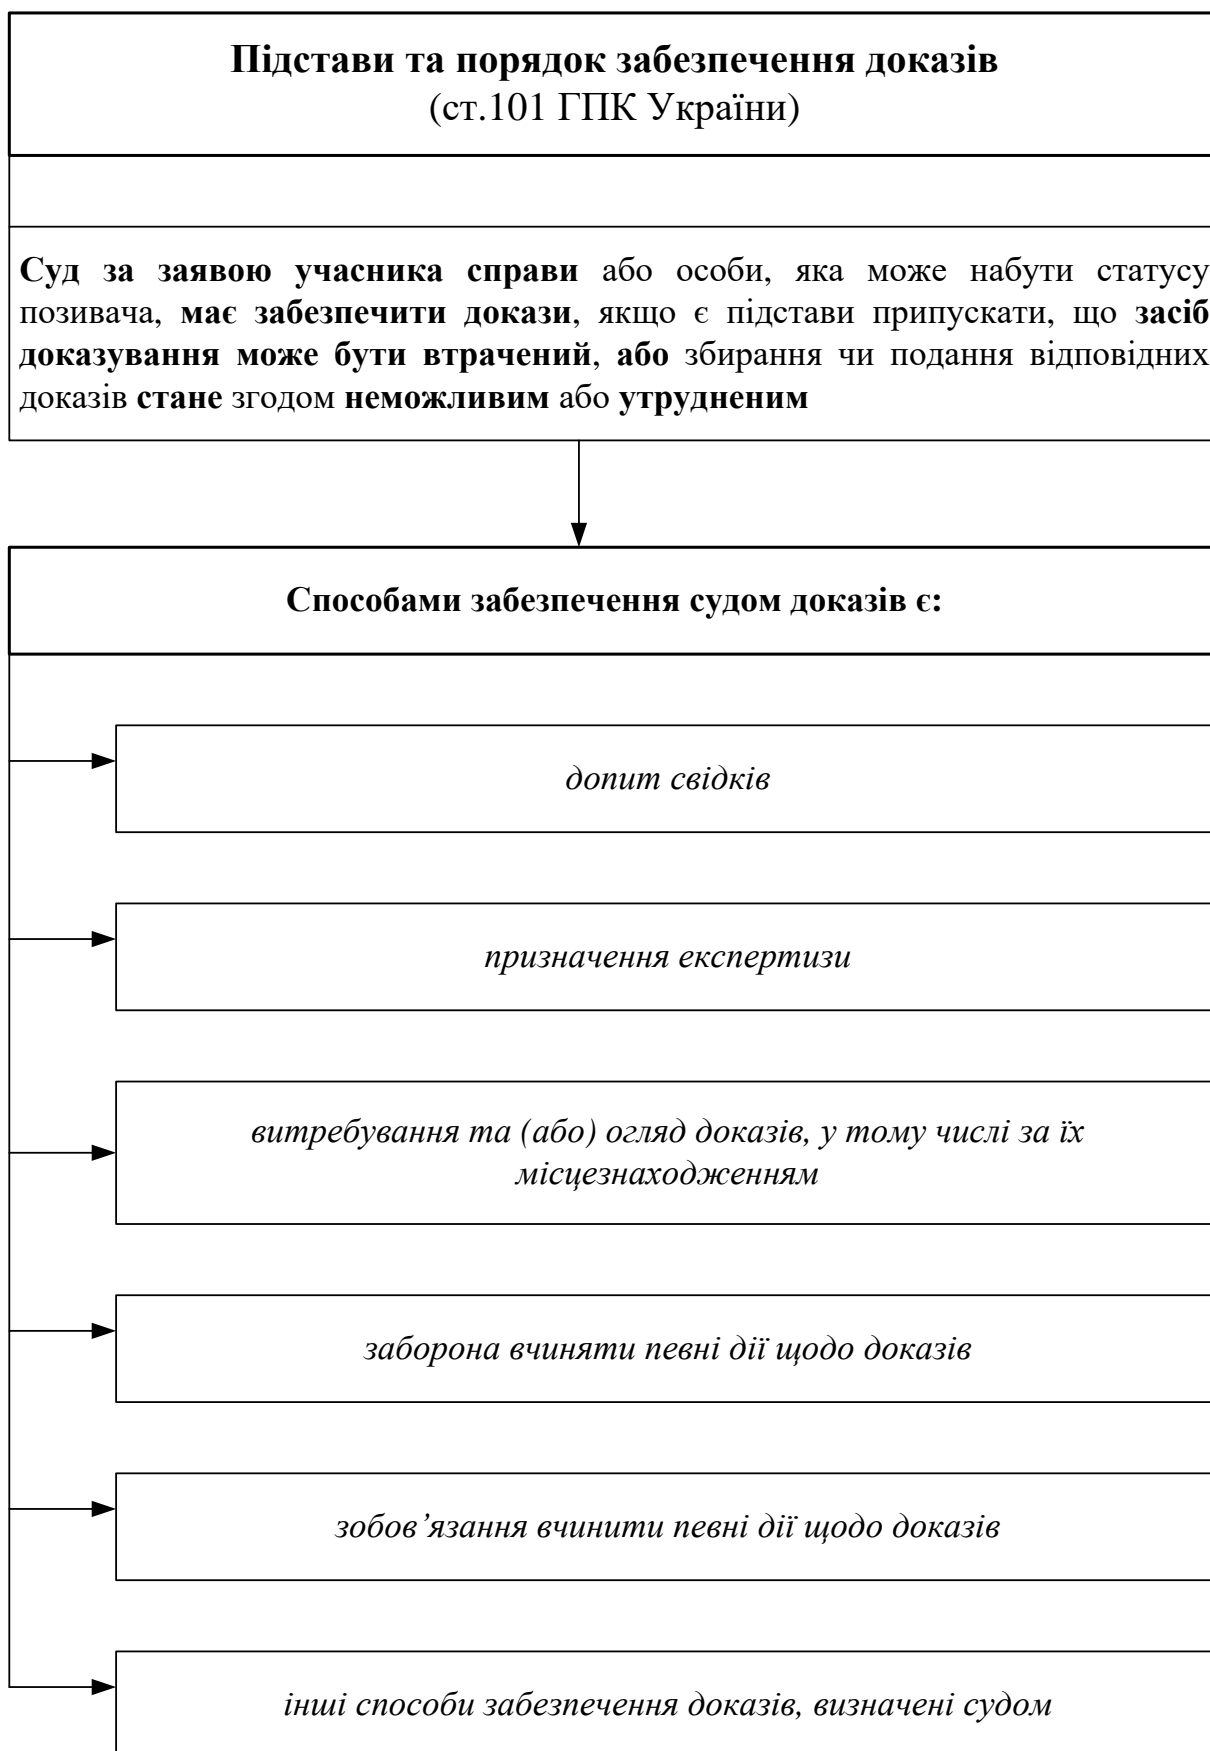 Підстави та порядок забезпечення доказів
(ст.101 ГПК України)
Суд за заявою учасника справи або особи, яка може набути статусу
позивача, має забезпечити докази, якщо є підстави припускати, що засіб
доказування може бути втрачений, або збирання чи подання відповідних
доказів стане згодом неможливим або утрудненим
Способами забезпечення судом доказів є:
допит свідків
призначення експертизи
витребування та (або) огляд доказів, у тому числі за їх
місцезнаходженням
заборона вчиняти певні дії щодо доказів
зобов’язання вчинити певні дії щодо доказів
інші способи забезпечення доказів, визначені судом